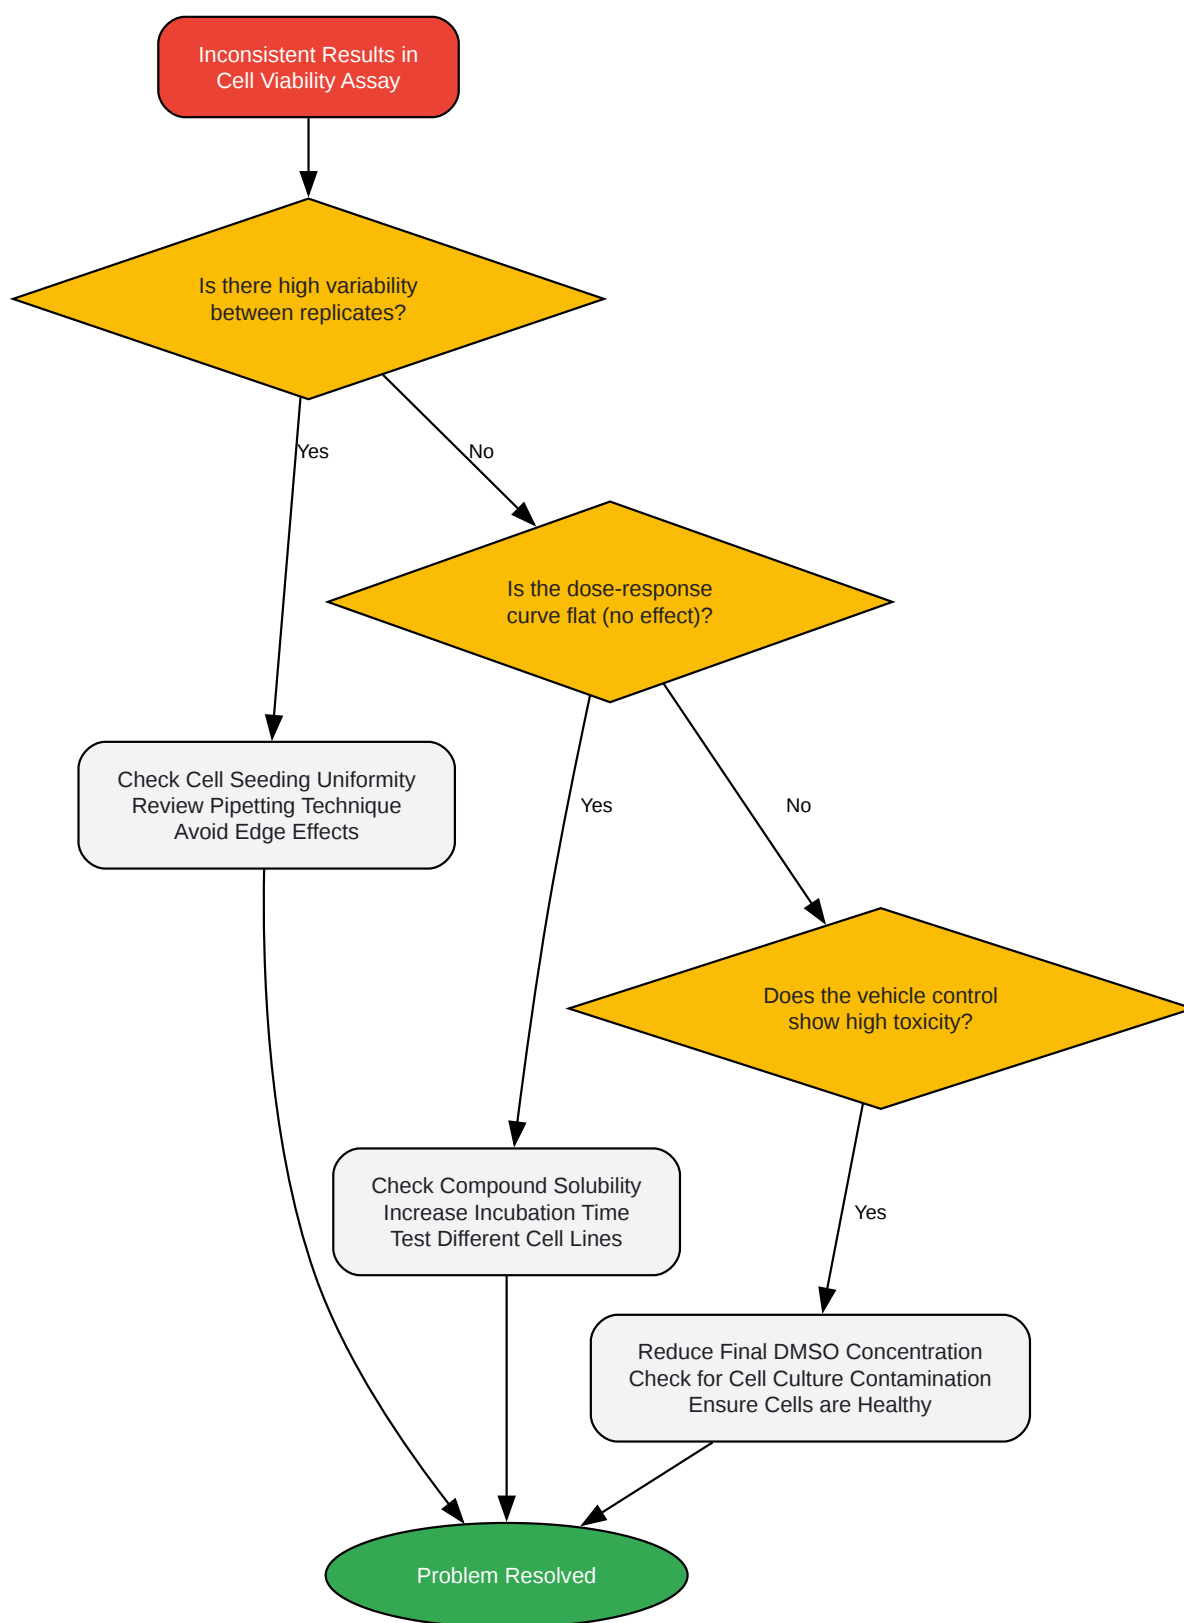 Inconsistent Results in
Cell Viability Assay
Is there high variability
between replicates?
Yes
No
Is the dose-response
curve flat (no effect)?
Check Cell Seeding Uniformity
Review Pipetting Technique
Avoid Edge Effects
Yes
No
Does the vehicle control
show high toxicity?
Check Compound Solubility
Increase Incubation Time
Test Different Cell Lines
Yes
Reduce Final DMSO Concentration
Check for Cell Culture Contamination
Ensure Cells are Healthy
Problem Resolved